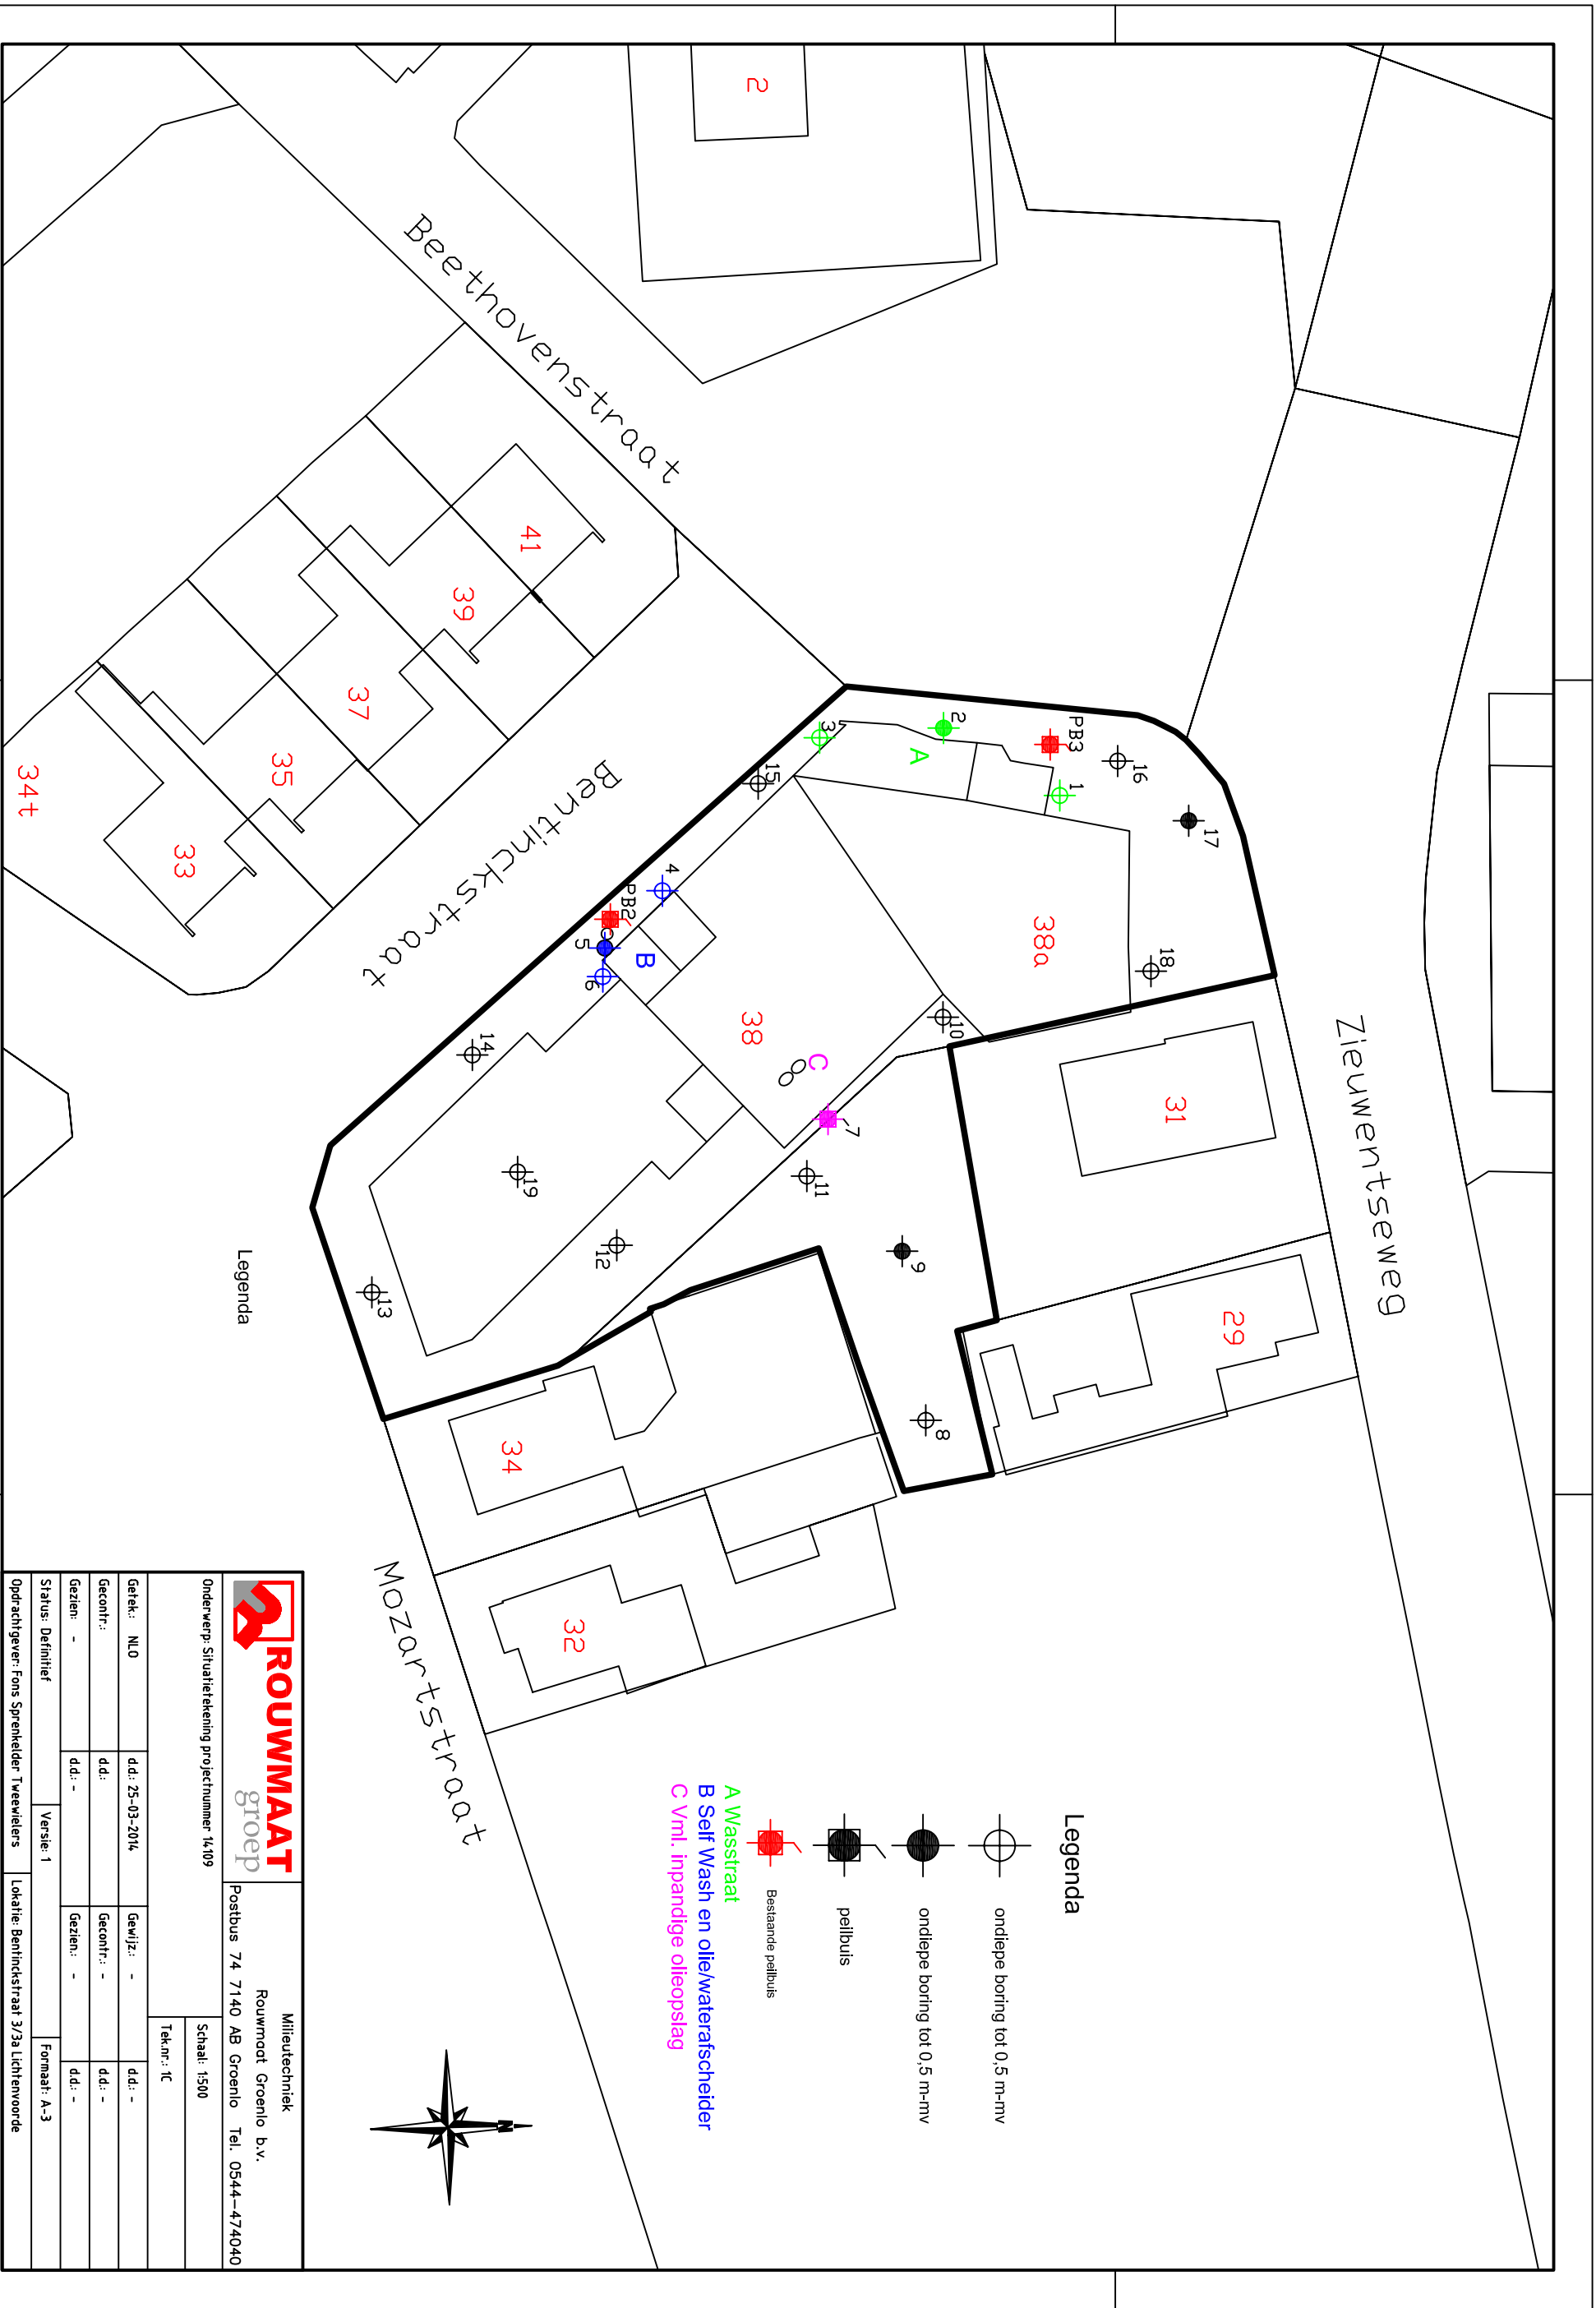 Zieuwentseweg
Beethovenstraat
Bentinckstraat
Mozartstraat
2
41
39
37
35
33
34t
38a
38
31
29
34
32
A
B
C
PB3
PB2
1
2
3
4
5
6
7
8
9
10
11
12
13
14
15
16
17
18
19
Legenda
Legenda
ondiepe boring tot 0,5 m-mv
ondiepe boring tot 0,5 m-mv
peilbuis
Bestaande peilbuis
A Wasstraat
B Self Wash en olie/waterafscheider
C Vml. inpandige olieopslag
N
ROUWMAAT
groep
Milieutechniek
Rouwmaat Groenlo b.v.
Postbus 74 7140 AB Groenlo Tel. 0544-474040
Onderwerp: Situatietekening projectnummer 14109
Schaal: 1:500
Tek.nr.: 1C
Getek.: NLO d.d.: 25-03-2014 Gewijz.: - d.d.: -
Gecontr.: d.d.: Gecontr.: - d.d.: -
Gezien: - d.d.: - Gezien.: - d.d.: -
Status: Definitief Versie: 1 Formaat: A-3
Opdrachtgever: Fons Sprenkelder Tweewielers Lokatie: Bentinckstraat 3/3a Lichtenvoorde